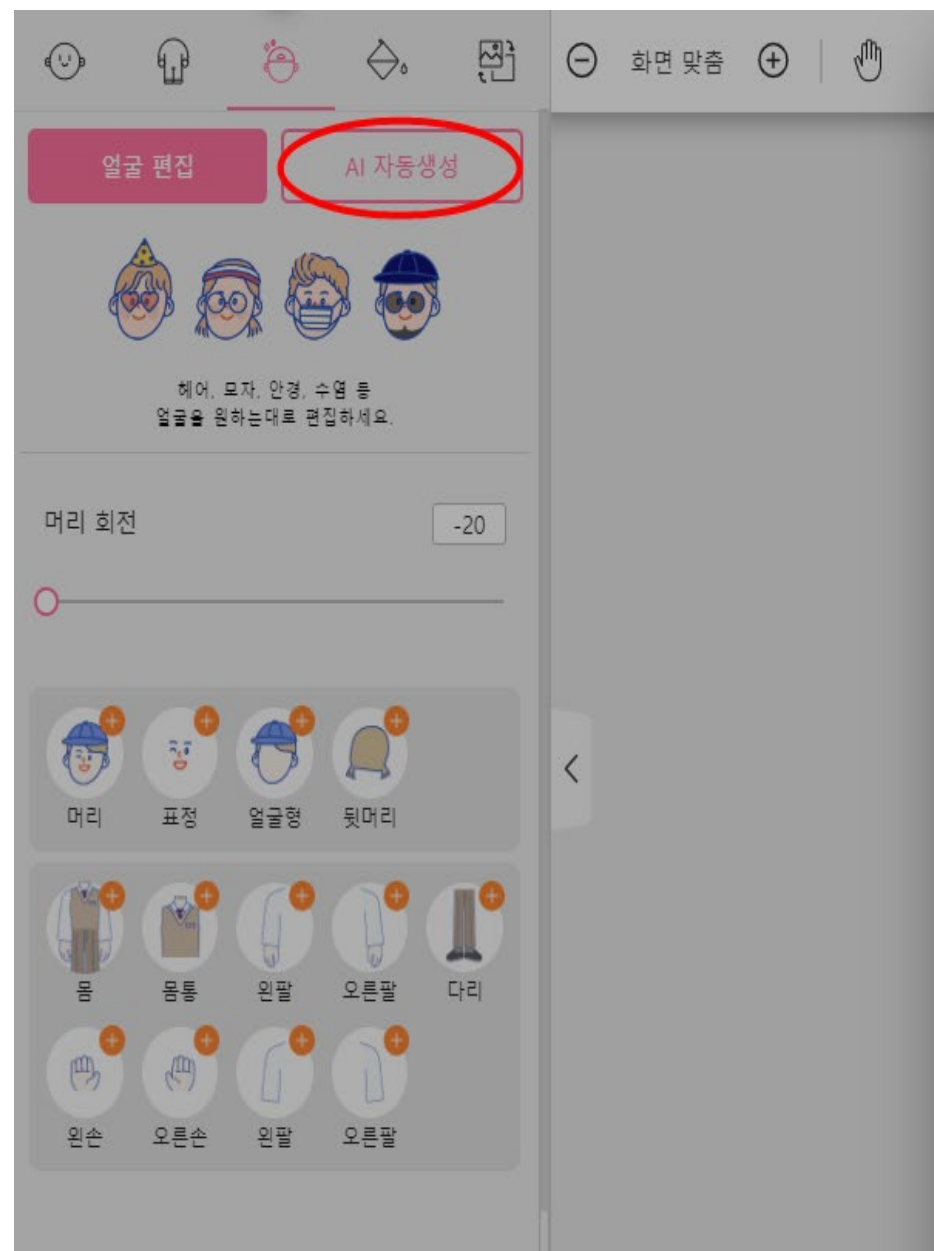 화면 맞춤
얼굴 편집
AI 자동생성
헤어, 모자, 안경, 수염 등
얼굴을 원하는대로 편집하세요.
머리 회전
-20
머리 표정 얼굴형 뒷머리
몸 몸통 왼팔 오른팔 다리
왼손 오른손 왼팔 오른팔